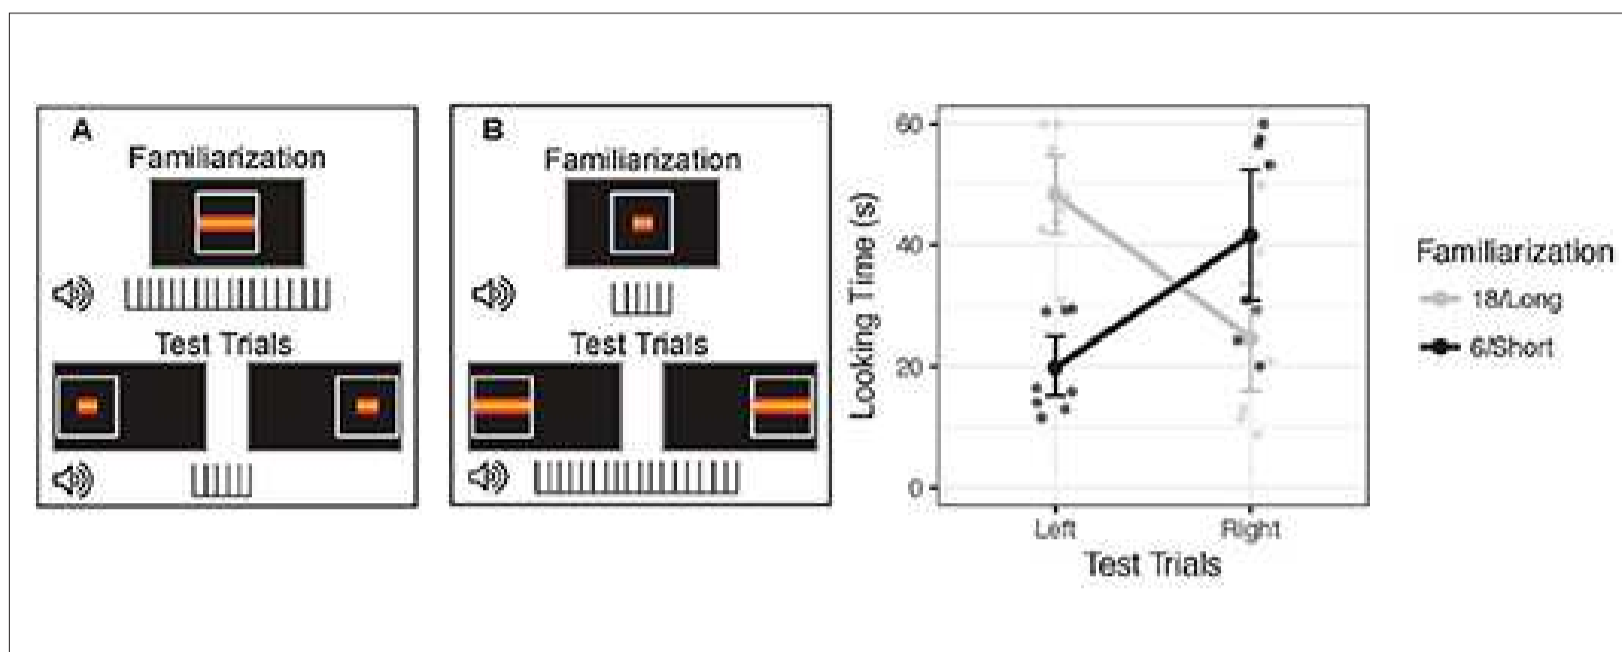 A
Familiarization
Test Trials
B
Familiarization
Test Trials
Looking Time (s)
60
40
20
0
Left
Right
Test Trials
Familiarization
18/Long
6/Short